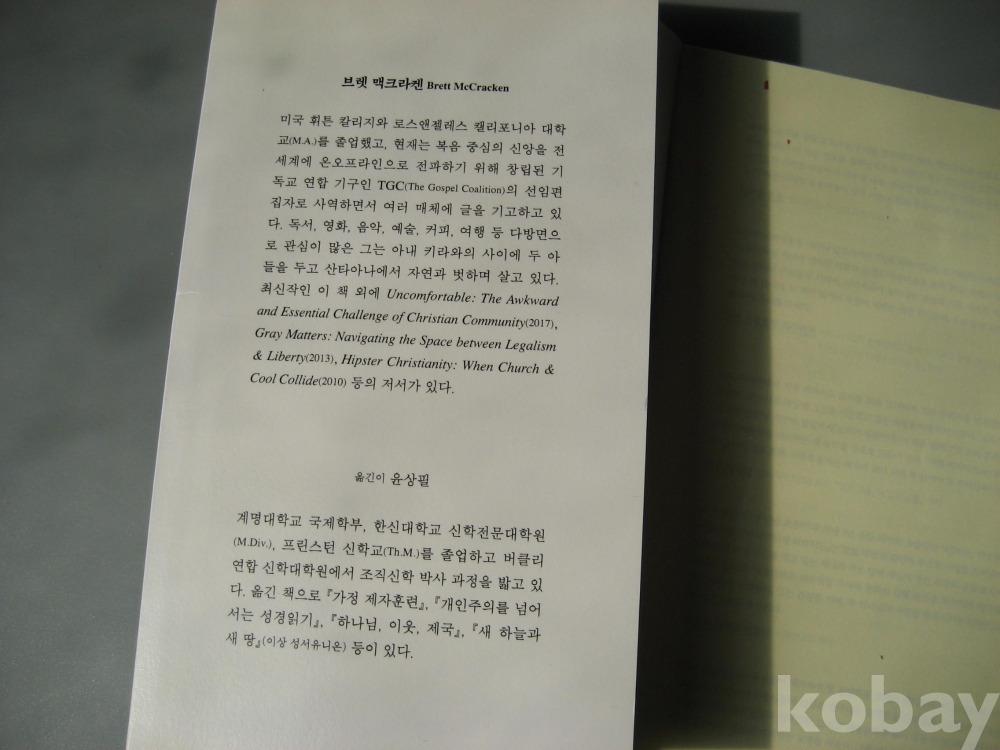 브렛 맥크라켄 Brett McCracken
미국 휘튼 칼리지와 로스앤젤레스 캘리포니아 대학
교(M.A.)를 졸업했고, 현재는 복음 중심의 신앙을 전
세계에 온오프라인으로 전파하기 위해 창립된 기
독교 연합 기구인 TGC(The Gospel Coalition)의 선임편
집자로 사역하면서 여러 매체에 글을 기고하고 있
다. 독서, 영화, 음악, 예술, 커피, 여행 등 다방면으
로 관심이 많은 그는 아내 키라와의 사이에 두 아
들을 두고 산타아나에서 자연과 벗하며 살고 있다.
최신작인 이 책 외에 Uncomfortable: The Awkward
and Essential Challenge of Christian Community(2017),
Gray Matters: Navigating the Space between Legalism
& Liberty(2013), Hipster Christianity: When Church &
Cool Collide(2010) 등의 저서가 있다.
옮긴이 윤상필
계명대학교 국제학부, 한신대학교 신학전문대학원
(M.Div.), 프린스턴 신학교(Th.M.)를 졸업하고 버클리
연합 신학대학원에서 조직신학 박사 과정을 밟고 있
다. 옮긴 책으로 『가정 제자훈련』, 『개인주의를 넘어
서는 성경읽기』, 『하나님, 이웃, 제국』, 『새 하늘과
새 땅』(이상 성서유니온) 등이 있다.
kobay